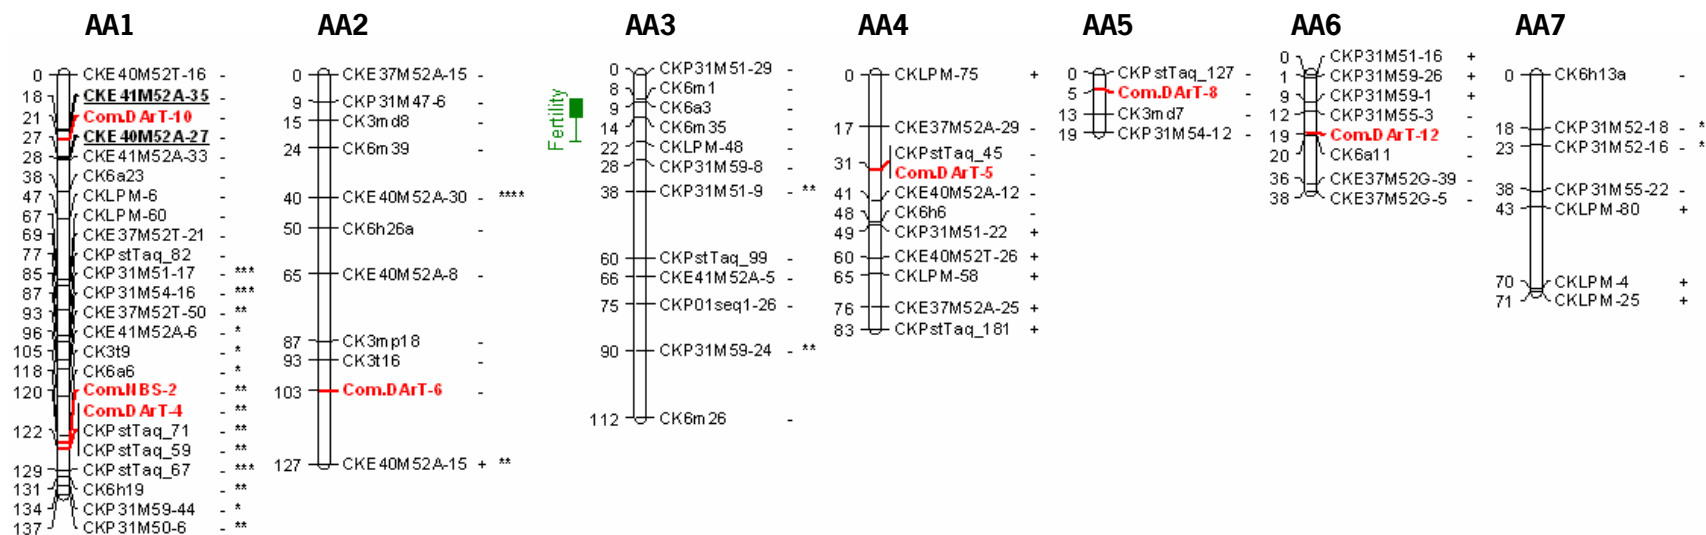 AA1
0 CKE40M52T-16 -
18 CKE41M52A-35 -
21 Com.DArT-10 -
27 CKE40M52A-27 -
28 CKE41M52A-33 -
38 CK6a23 -
47 CKLPM-6 -
67 CKLPM-60 -
69 CKE37M52T-21 -
77 CKPstTaq_82 -
85 CKP31M51-17 - ***
87 CKP31M54-16 - ***
93 CKE37M52T-50 - **
96 CKE41M52A-6 - *
105 CK3t9 - *
118 CK6a6 - *
120 Com.NBS-2 - **
Com.DArT-4 - **
122 CKPstTaq_71 - **
CKPstTaq_59 - **
129 CKPstTaq_67 - ***
131 CK6h19 - **
134 CKP31M59-44 - *
137 CKP31M50-6 - **
AA2
0 CKE37M52A-15 -
9 CKP31M47-6 -
15 CK3md8 -
24 CK6m39 -
40 CKE40M52A-30 - ****
50 CK6h26a -
65 CKE40M52A-8 -
87 CK3mp18 -
93 CK3t16 -
103 Com.DArT-6 -
127 CKE40M52A-15 + **
AA3
Fertility
0 CKP31M51-29 -
8 CK6m1 -
9 CK6a3 -
14 CK6m35 -
22 CKLPM-48 -
28 CKP31M59-8 -
38 CKP31M51-9 - **
60 CKPstTaq_99 -
66 CKE41M52A-5 -
75 CKP01seq1-26 -
90 CKP31M59-24 - **
112 CK6m26 -
AA4
0 CKLPM-75 +
17 CKE37M52A-29 -
CKPstTaq_45 -
31 Com.DArT-5 -
41 CKE40M52A-12 -
48 CK6h6 -
49 CKP31M51-22 +
60 CKE40M52T-26 +
65 CKLPM-58 +
76 CKE37M52A-25 +
83 CKPstTaq_181 +
AA5
0 CKPstTaq_127 -
5 Com.DArT-8 -
13 CK3md7 -
19 CKP31M54-12 -
AA6
0 CKP31M51-16 +
1 CKP31M59-26 +
9 CKP31M59-1 +
12 CKP31M55-3 -
19 Com.DArT-12 -
20 CK6a11 -
36 CKE37M52G-39 -
38 CKE37M52G-5 -
AA7
0 CK6h13a -
18 CKP31M52-18 - *
23 CKP31M52-16 - *
38 CKP31M55-22 -
43 CKLPM-80 +
70 CKLPM-4 +
71 CKLPM-25 +